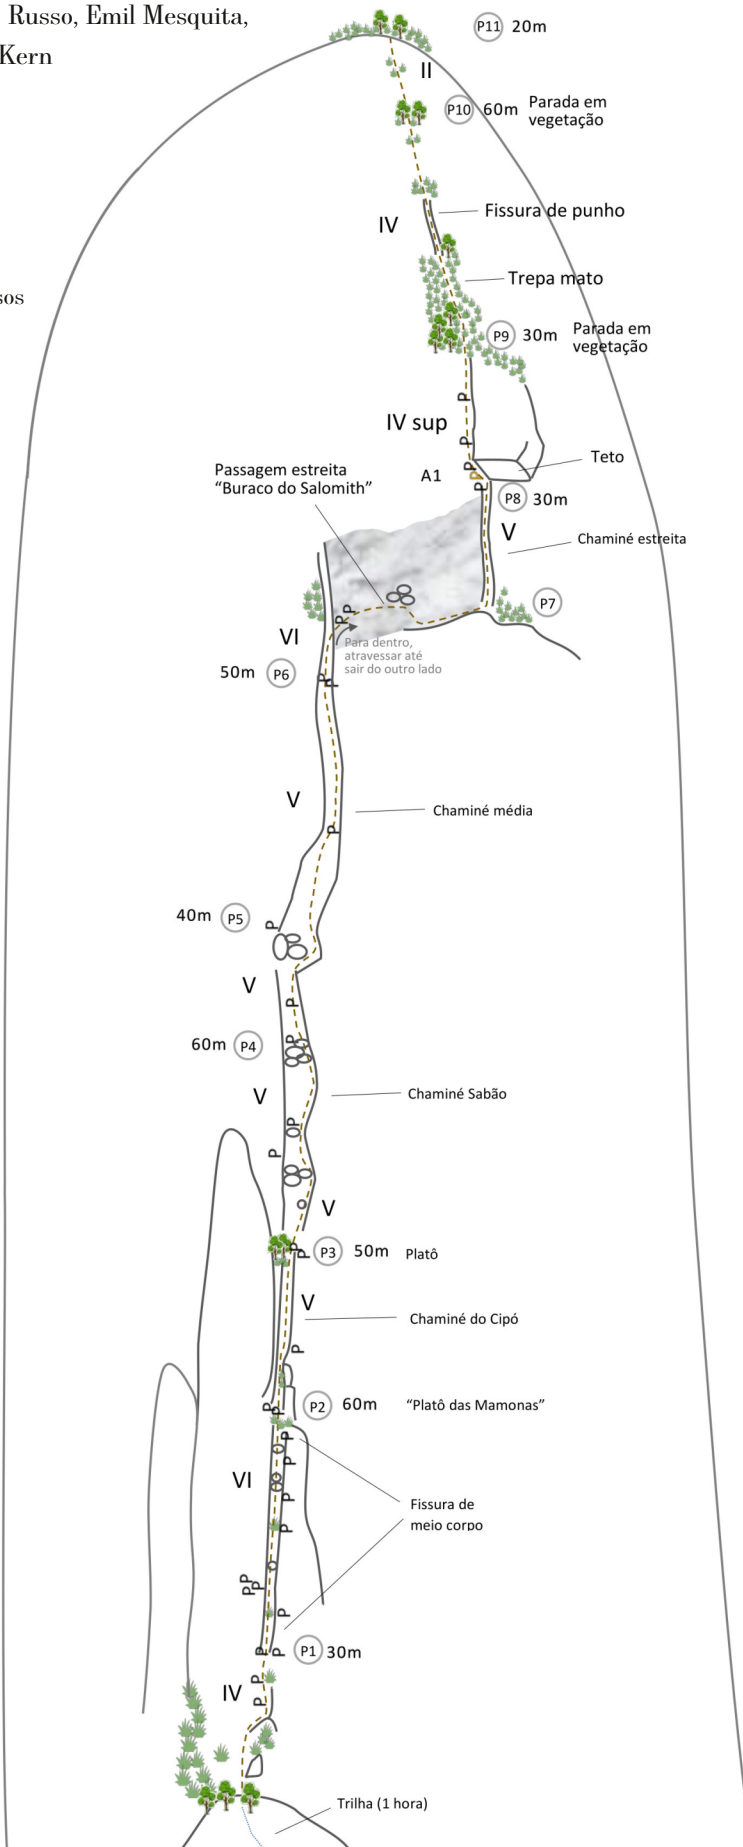 Russo, Emil Mesquita,
Kern
P11 20m
II
P10 60m Parada em
vegetação
Fissura de punho
IV
Trepa mato
sos
P9 30m Parada em
vegetação
IV sup
Teto
Passagem estreita
“Buraco do Salomith”
A1
P8 30m
V
Chaminé estreita
P7
VI
Para dentro,
atravessar até
sair do outro lado
50m P6
V
Chaminé média
40m P5
V
60m P4
V
Chaminé Sabão
V
P3 50m Platô
V
Chaminé do Cipó
P2 60m “Platô das Mamonas”
VI
Fissura de
meio corpo
P1 30m
IV
Trilha (1 hora)